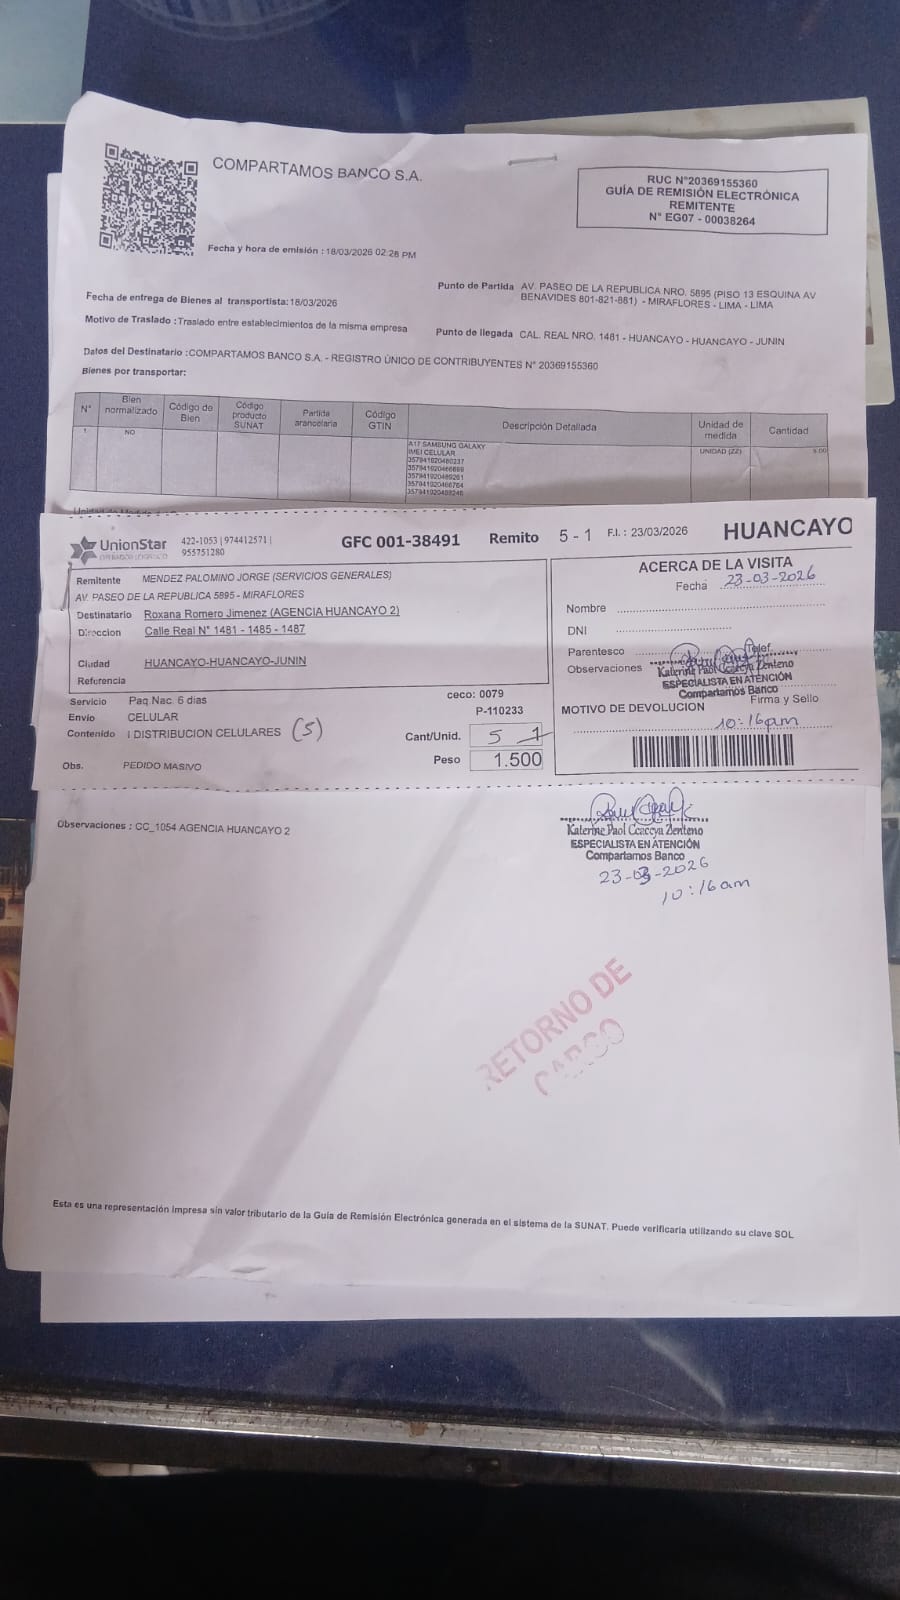 COMPARTAMOS BANCO S.A.
RUC N°20369155360
GUÍA DE REMISIÓN ELECTRÓNICA
REMITENTE
N° EG07 - 00038264
Fecha y hora de emisión : 18/03/2026 02:28 PM
Fecha de entrega de Bienes al transportista: 18/03/2026
Punto de Partida AV. PASEO DE LA REPUBLICA NRO. 5895 (PISO 13 ESQUINA AV BENAVIDES 801-821-881) - MIRAFLORES - LIMA - LIMA
Motivo de Traslado : Traslado entre establecimientos de la misma empresa
Punto de llegada CAL. REAL NRO. 1481 - HUANCAYO - HUANCAYO - JUNIN
Datos del Destinatario : COMPARTAMOS BANCO S.A. - REGISTRO ÚNICO DE CONTRIBUYENTES N° 20369155360
Bienes por transportar:
N° Bien normalizado Código de Bien Código producto SUNAT Partida arancelaria Código GTIN Descripción Detallada Unidad de medida Cantidad
1 NO A17 SAMSUNG GALAXY UNIDAD (ZZ) 5.00
IMEI CELULAR
UnionStar
422-1053 | 974412571 |
955751280
GFC 001-38491 Remito 5 - 1 F.I. : 23/03/2026 HUANCAYO
Remitente MENDEZ PALOMINO JORGE (SERVICIOS GENERALES)
AV. PASEO DE LA REPUBLICA 5895 - MIRAFLORES
Destinatario Roxana Romero Jimenez (AGENCIA HUANCAYO 2)
Direccion Calle Real N° 1481 - 1485 - 1487
Ciudad HUANCAYO-HUANCAYO-JUNIN
Referencia
Servicio Paq.Nac. 6 dias
Envío CELULAR
Contenido I DISTRIBUCION CELULARES (5)
Obs. PEDIDO MASIVO
ceco: 0079
P-110233
Cant/Unid. 5 1
Peso 1.500
ACERCA DE LA VISITA
Fecha 23-03-2026
Nombre
DNI
Parentesco Telef.
Observaciones
Katerine Paol Ccaccya Zenteno
ESPECIALISTA EN ATENCIÓN
Compartamos Banco
Firma y Sello
MOTIVO DE DEVOLUCION
10:16am
Observaciones : CC_1054 AGENCIA HUANCAYO 2
Katerine Paol Ccaccya Zenteno
ESPECIALISTA EN ATENCIÓN
Compartamos Banco
23-03-2026
10:16am
RETORNO DE
CARGO
Esta es una representación impresa sin valor tributario de la Guía de Remisión Electrónica generada en el sistema de la SUNAT. Puede verificarla utilizando su clave SOL